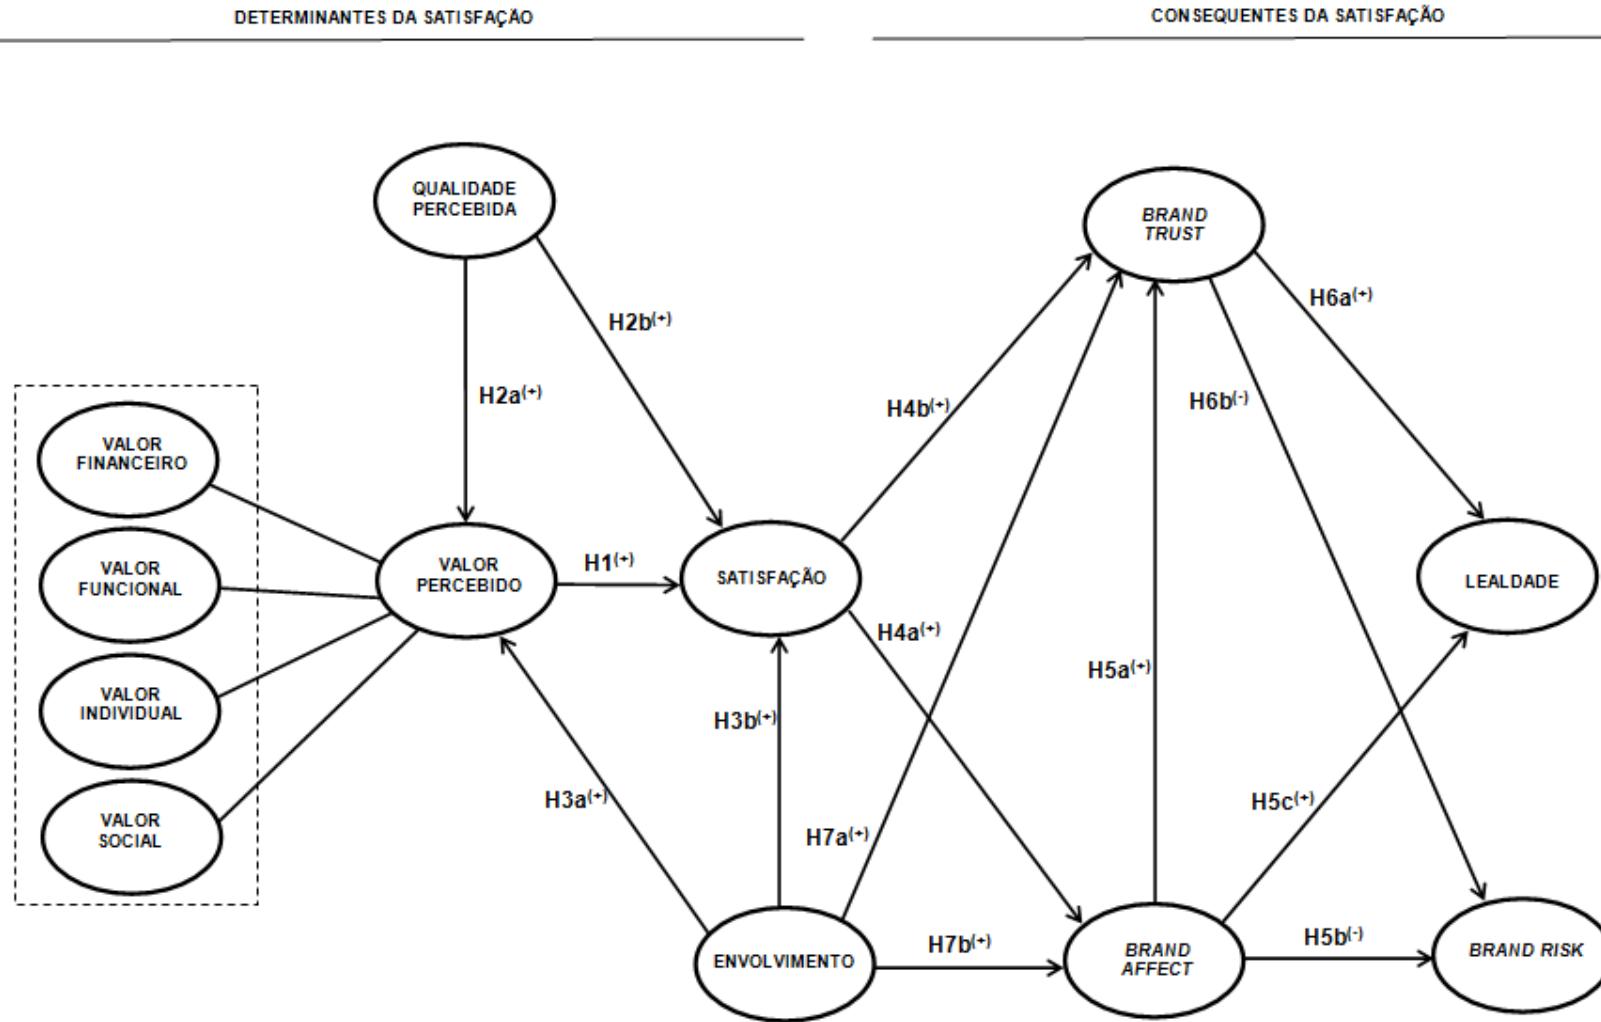 DETERMINANTES DA SATISFAÇÃO
CONSEQUENTES DA SATISFAÇÃO
QUALIDADE
PERCEBIDA
BRAND
TRUST
H6a(+)
H2b(+)
H2a(+)
H4b(+)
H6b(-)
VALOR
FINANCEIRO
VALOR
FUNCIONAL
VALOR
PERCEBIDO
H1(+)
SATISFAÇÃO
LEALDADE
H4a(+)
H5a(+)
VALOR
INDIVIDUAL
H3b(+)
H3a(+)
H5c(+)
VALOR
SOCIAL
H7a(+)
ENVOLVIMENTO
H7b(+)
BRAND
AFFECT
H5b(-)
BRAND RISK